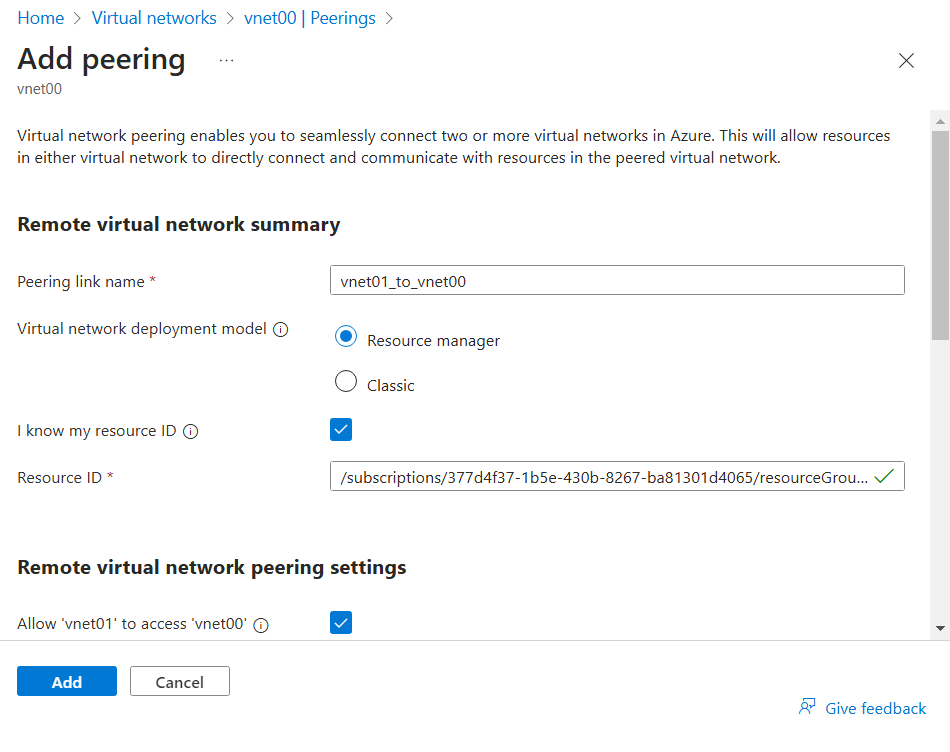 Home > Virtual networks > vnet00 | Peerings >
Add peering ...
vnet00
Virtual network peering enables you to seamlessly connect two or more virtual networks in Azure. This will allow resources
in either virtual network to directly connect and communicate with resources in the peered virtual network.
Remote virtual network summary
Peering link name *
vnet01_to_vnet00
Virtual network deployment model
Resource manager
Classic
I know my resource ID
Resource ID *
/subscriptions/377d4f37-1b5e-430b-8267-ba81301d4065/resourceGrou...
Remote virtual network peering settings
Allow 'vnet01' to access 'vnet00'
Add
Cancel
Give feedback